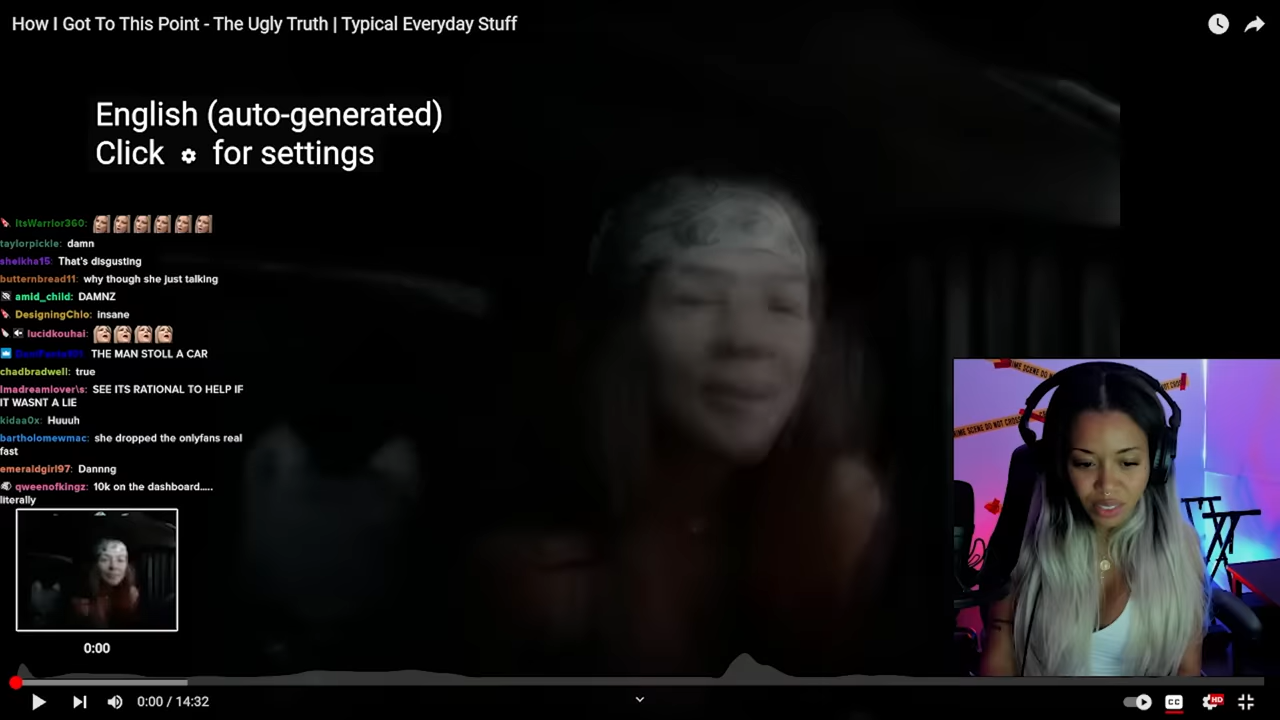 How I Got To This Point - The Ugly Truth | Typical Everyday Stuff
English (auto-generated)
Click for settings
ItsWarrior360:
taylorpickle: damn
sheikha15: That's disgusting
butternbread11: why though she just talking
amid_child: DAMNZ
DesigningChlo: insane
lucidkouhai:
THE MAN STOLL A CAR
chadbradwell: true
Imadreamlover\s: SEE ITS RATIONAL TO HELP IF
IT WASNT A LIE
kidaa0x: Huuuh
bartholomewmac: she dropped the onlyfans real
fast
emeraldgirl97: Dannng
qweenofkingz: 10k on the dashboard.....
literally
0:00
0:00 / 14:32
CC
HD